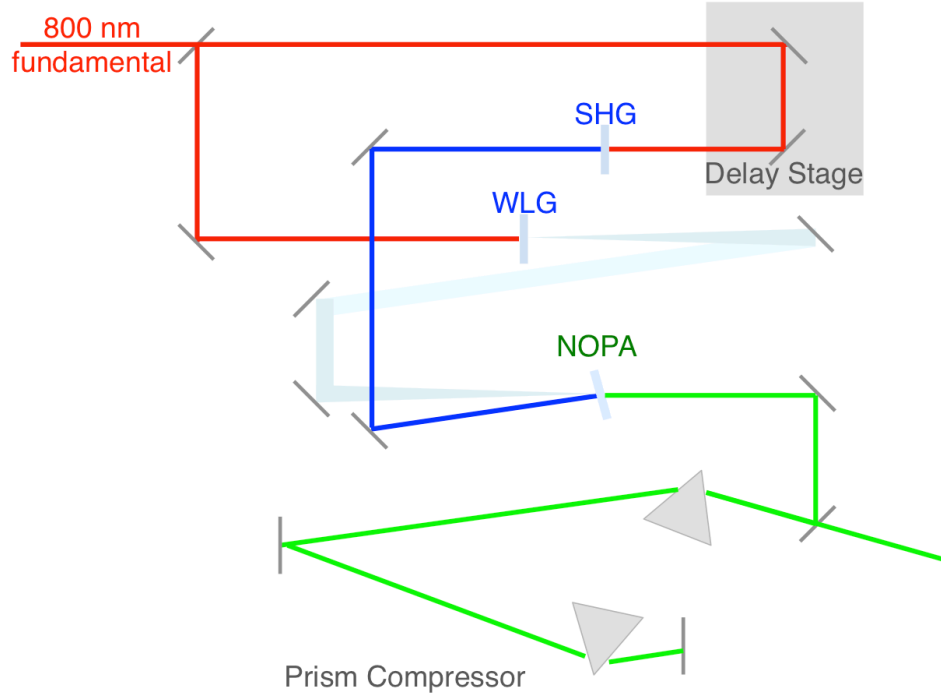 800 nm
fundamental
SHG
Delay Stage
WLG
NOPA
Prism Compressor